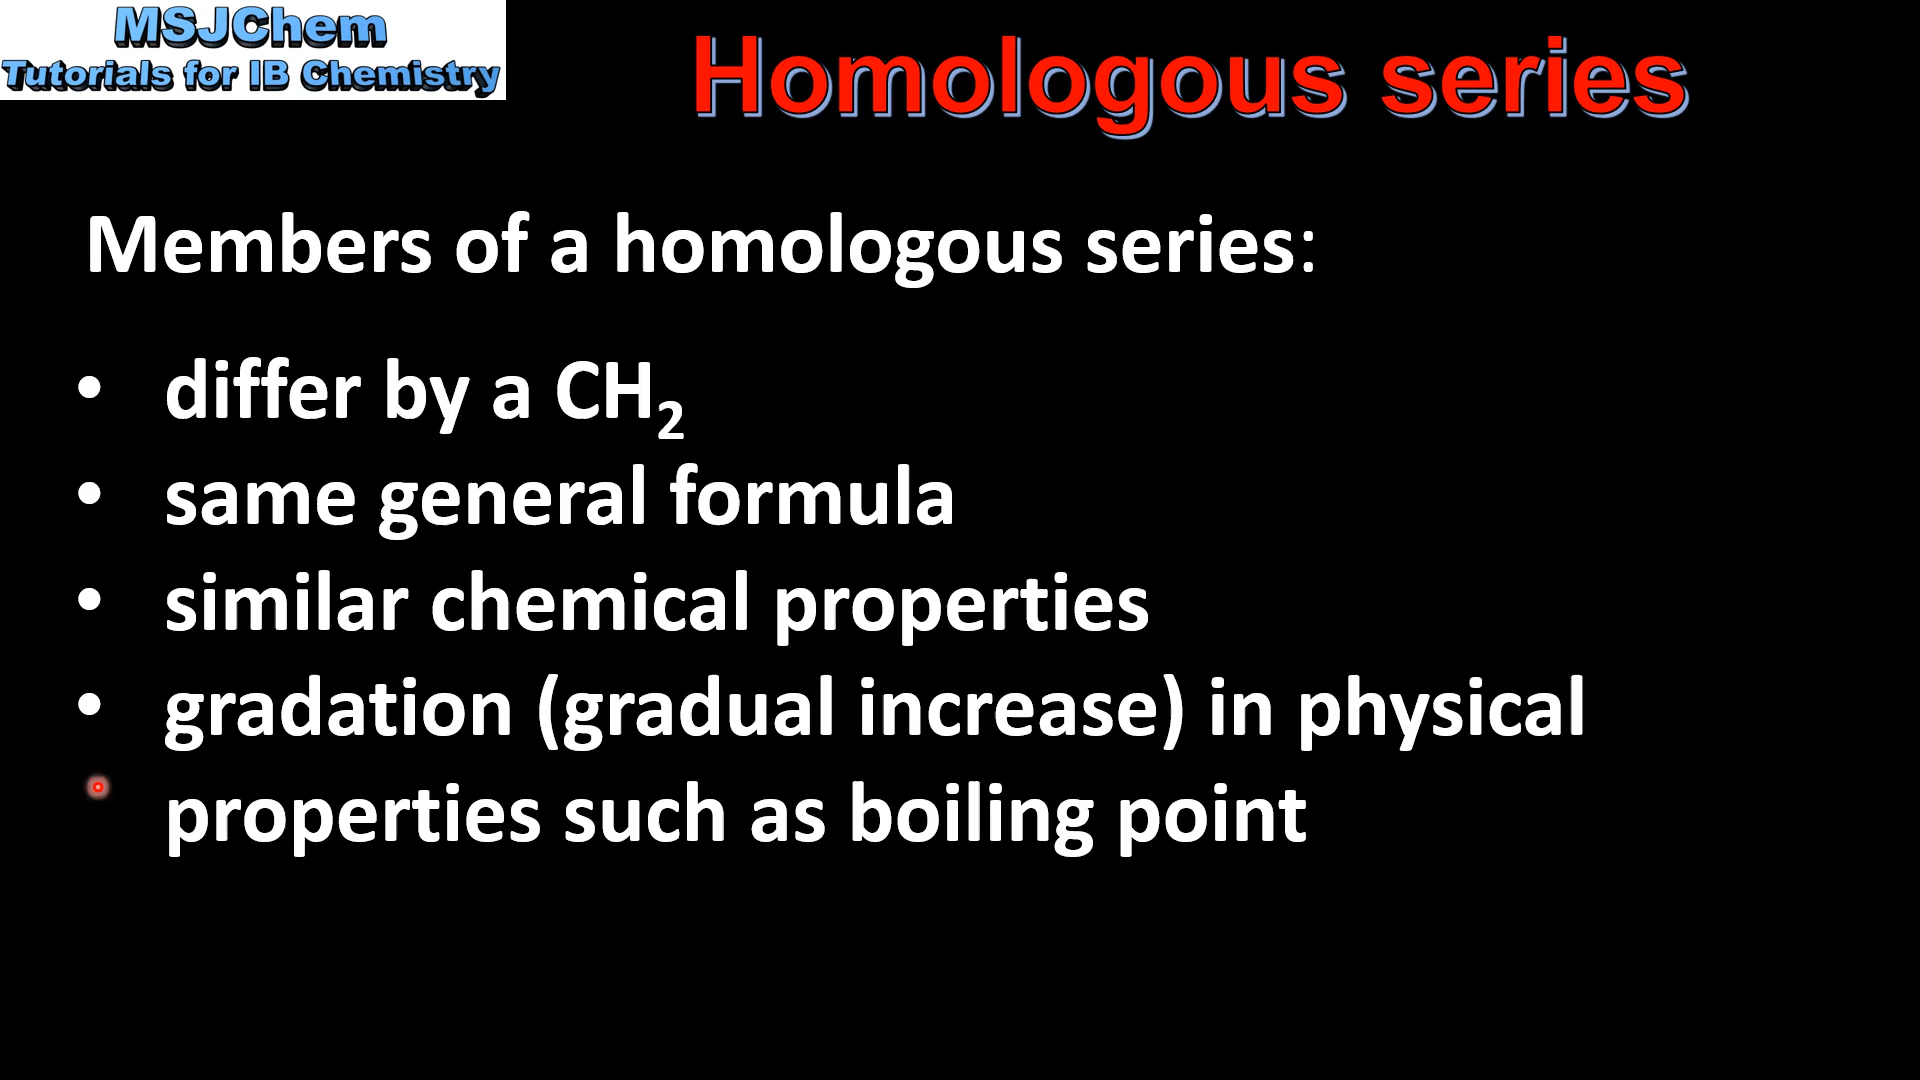 MSJChem
Tutorials for IB Chemistry
Homologous series
Members of a homologous series:
• differ by a CH₂
• same general formula
• similar chemical properties
• gradation (gradual increase) in physical
properties such as boiling point